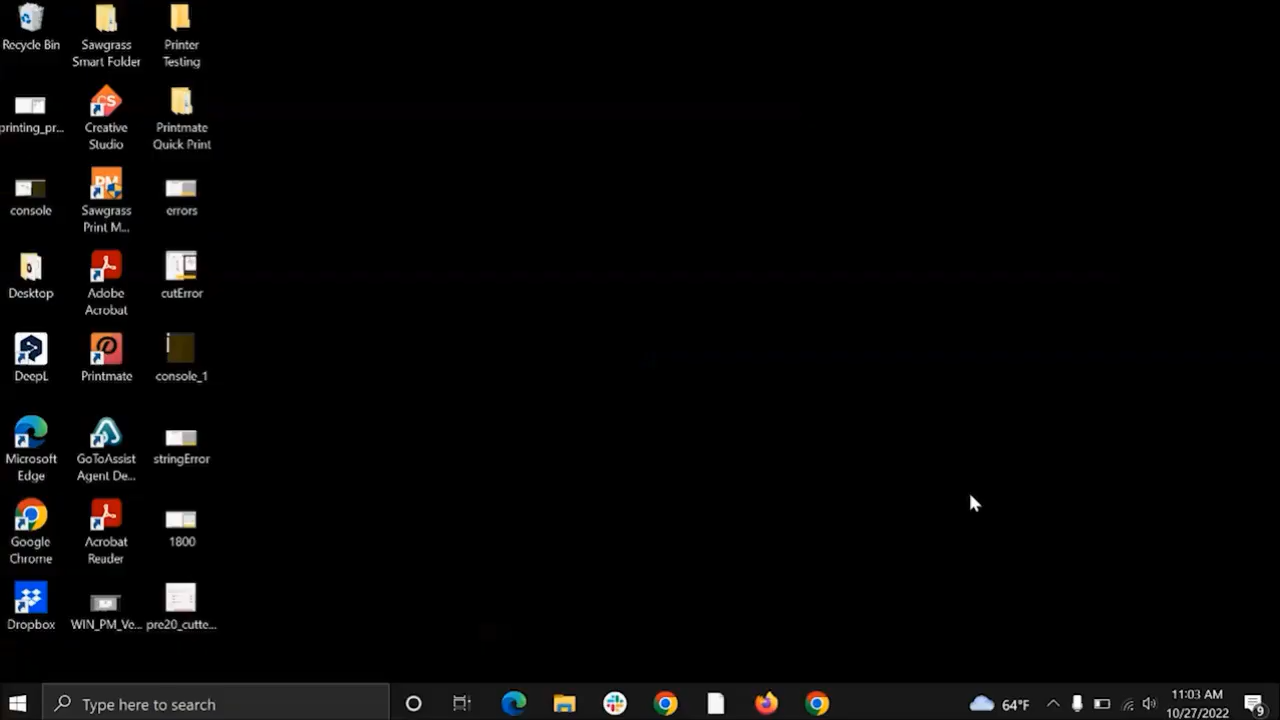 Recycle Bin
Sawgrass
Smart Folder
Printer
Testing
printing_pr...
CS
Creative
Studio
Printmate
Quick Print
console
PM
Sawgrass
Print M...
errors
Desktop
Adobe
Acrobat
cutError
DeepL
Printmate
console_1
Microsoft
Edge
GoToAssist
Agent De...
stringError
Google
Chrome
Acrobat
Reader
1800
Dropbox
WIN_PM_Ve...
pre20_cutte...
Type here to search
64°F
11:03 AM
10/27/2022
9